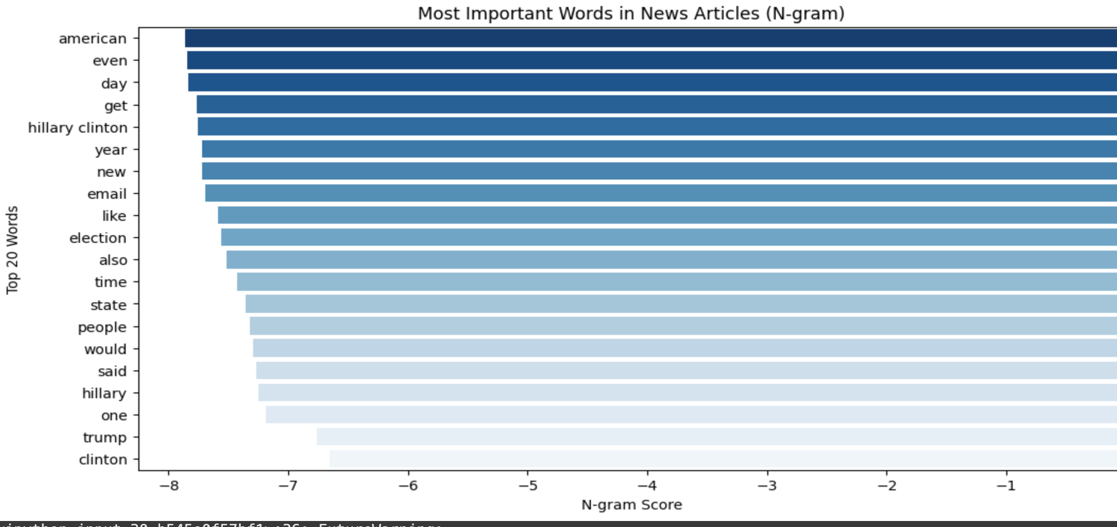 Most Important Words in News Articles (N-gram)
american
even
day
get
hillary clinton
year
new
email
like
election
also
time
state
people
would
said
hillary
one
trump
clinton
Top 20 Words
−8 −7 −6 −5 −4 −3 −2 −1
N-gram Score